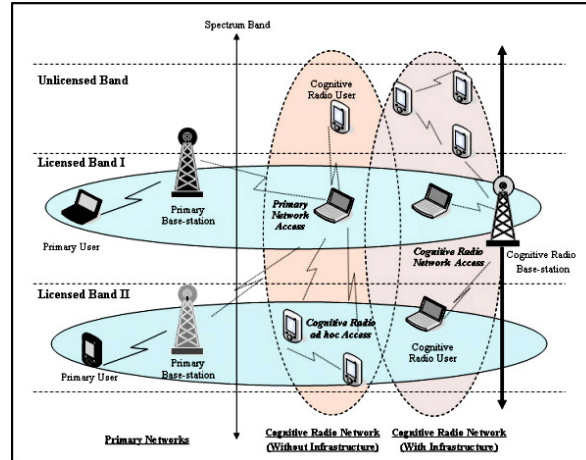 Spectrum Band
Unlicensed Band
Cognitive
Radio User
Licensed Band I
Primary
Base-station
Primary User
Primary
Network
Access
Cognitive Radio
Network Access
Cognitive Radio
Base-station
Licensed Band II
Primary
Base-station
Primary User
Cognitive Radio
ad hoc Access
Cognitive
Radio User
Primary Networks
Cognitive Radio Network
(Without Infrastructure)
Cognitive Radio Network
(With Infrastructure)